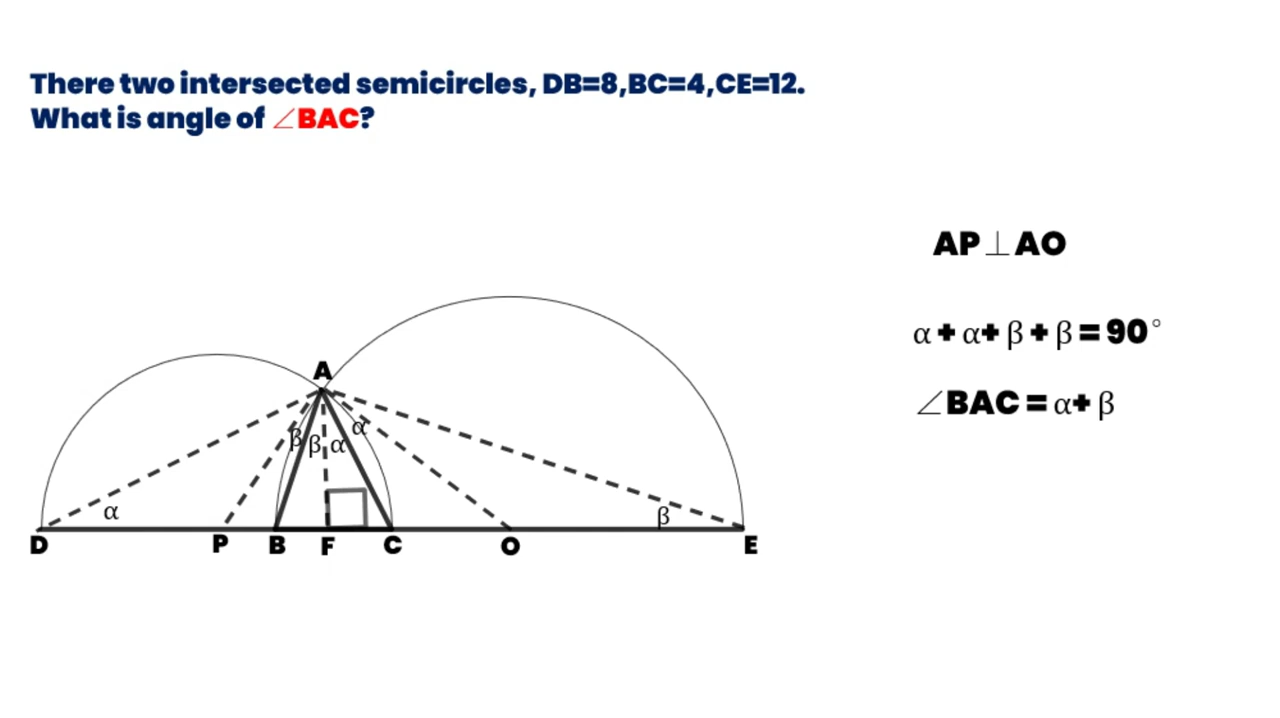 There two intersected semicircles, DB=8,BC=4,CE=12.
What is angle of ∠BAC?
AP⊥AO
α + α+ β + β = 90°
∠BAC = α+ β
A
β β α α
α β
D P B F C O E